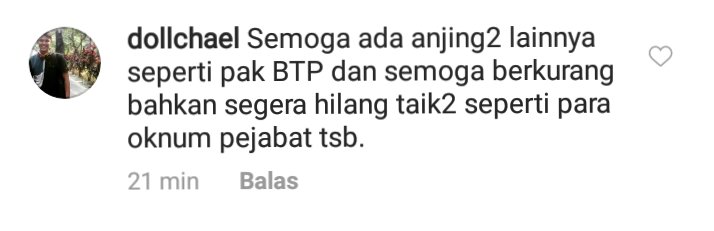 dollchael Semoga ada anjing2 lainnya
seperti pak BTP dan semoga berkurang
bahkan segera hilang taik2 seperti para
oknum pejabat tsb.
21 min Balas